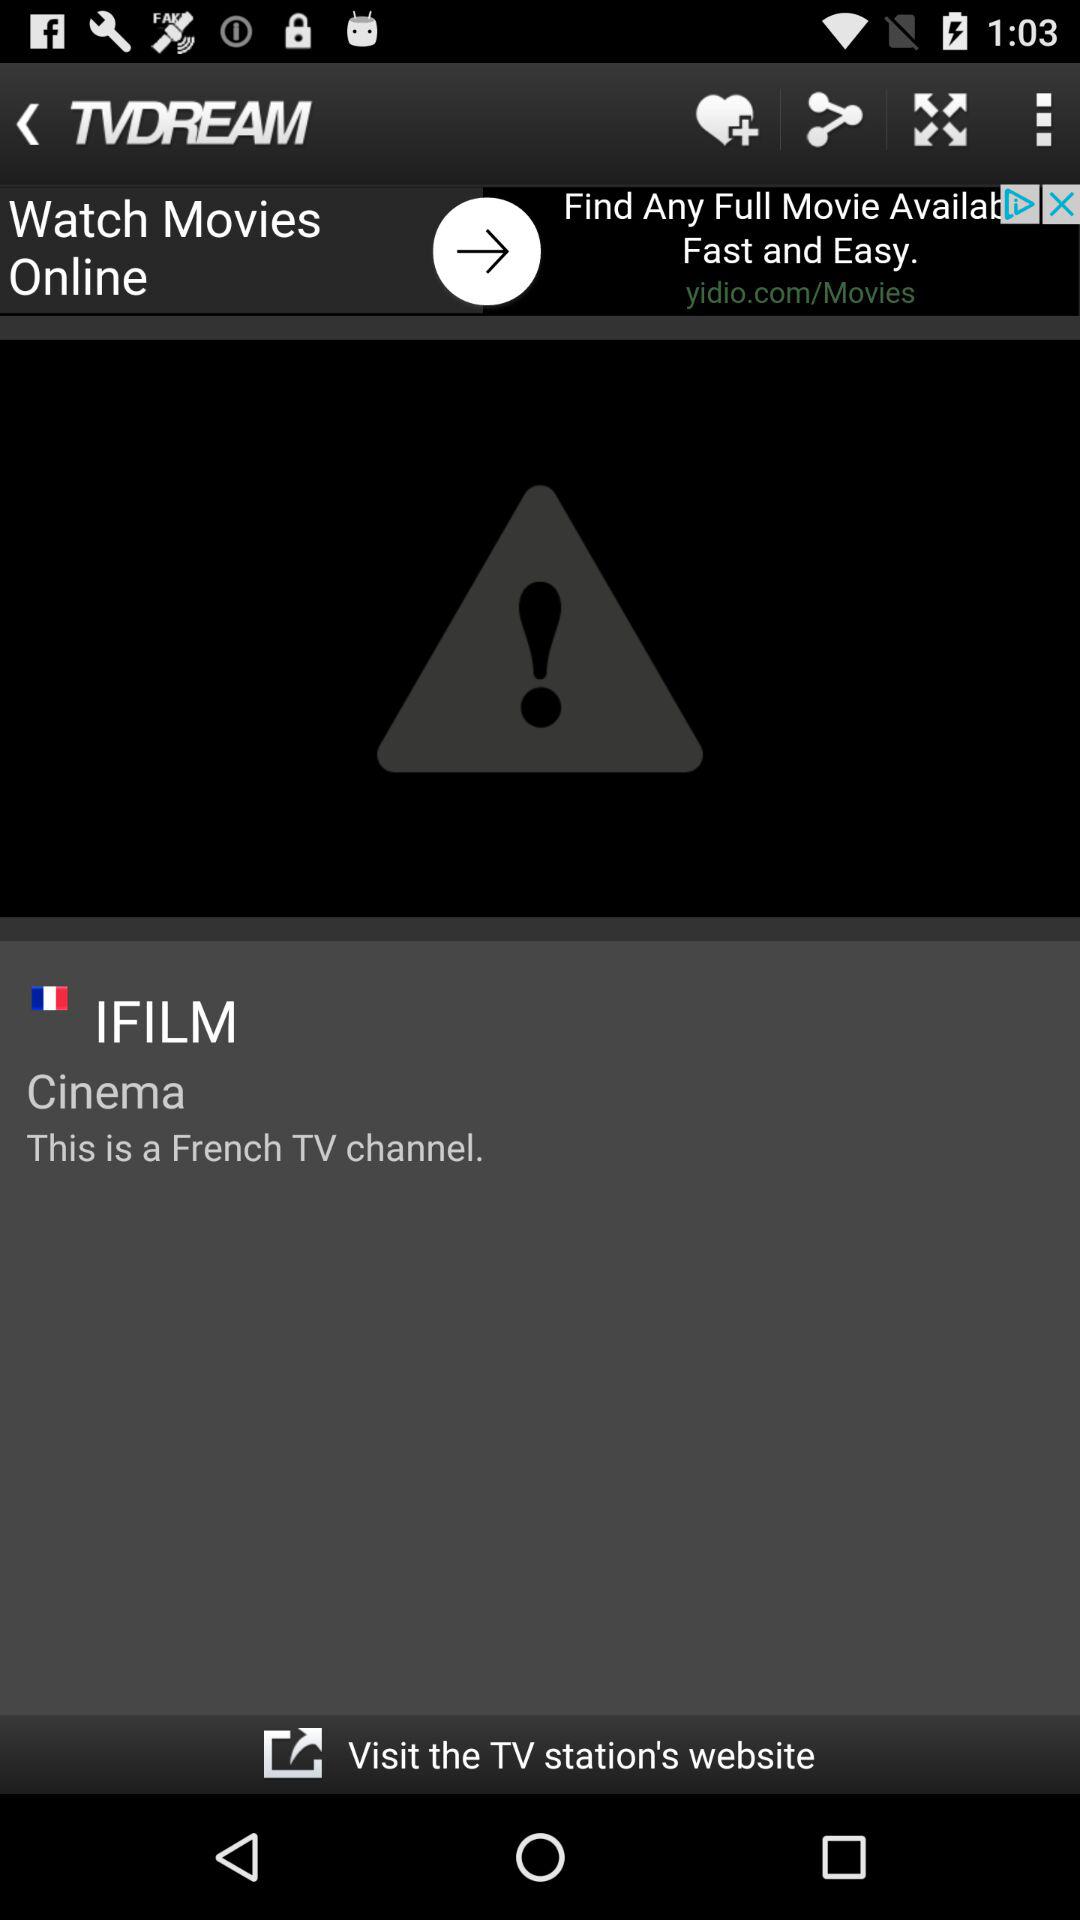 FAKE
1:03
TVDREAM
Watch Movies
Online
Find Any Full Movie Availab
Fast and Easy.
yidio.com/Movies
IFILM
Cinema
This is a French TV channel.
Visit the TV station's website